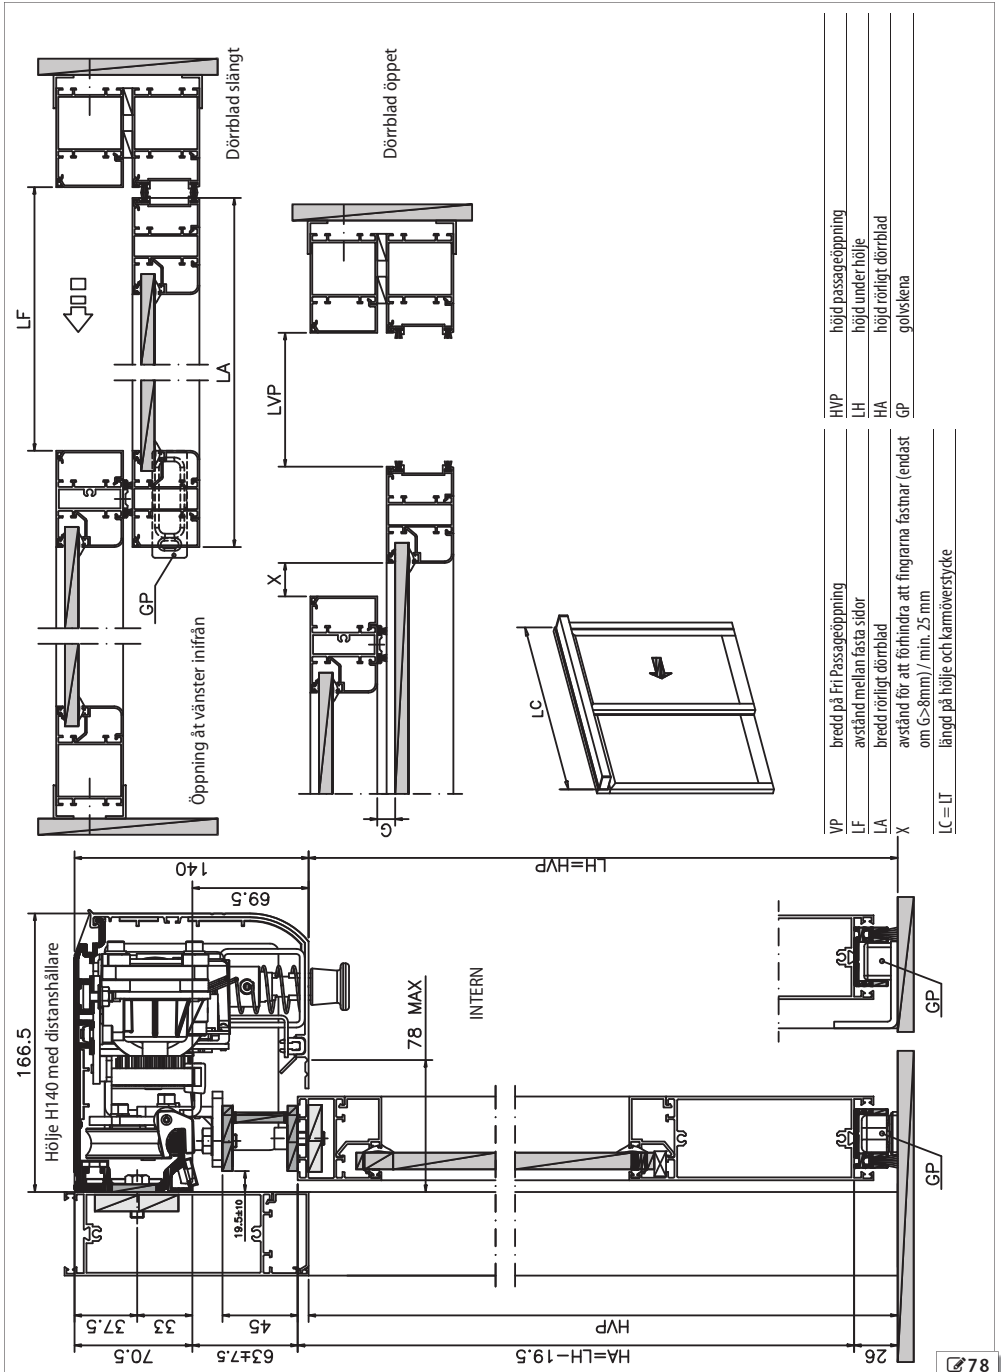 LF
Dörrblad slängt
LA
GP
Öppning åt vänster inifrån
Dörrblad öppet
LVP
X
G
LC
VP bredd på Fri Passageöppning
LF avstånd mellan fasta sidor
LA bredd rörligt dörrblad
X avstånd för att förhindra att fingrarna fastnar (endast
om G>8mm) / min. 25 mm
LC = LT längd på hölje och karmöverstycke
HVP höjd passageöppning
LH höjd under hölje
HA höjd rörligt dörrblad
GP golvskena
166.5
Hölje H140 med distanshållare
140
69.5
LH=HVP
78 MAX
INTERN
19.5±10
GP
GP
37.5
33
45
HVP
70.5
63±7.5
HA=LH-19.5
26
78